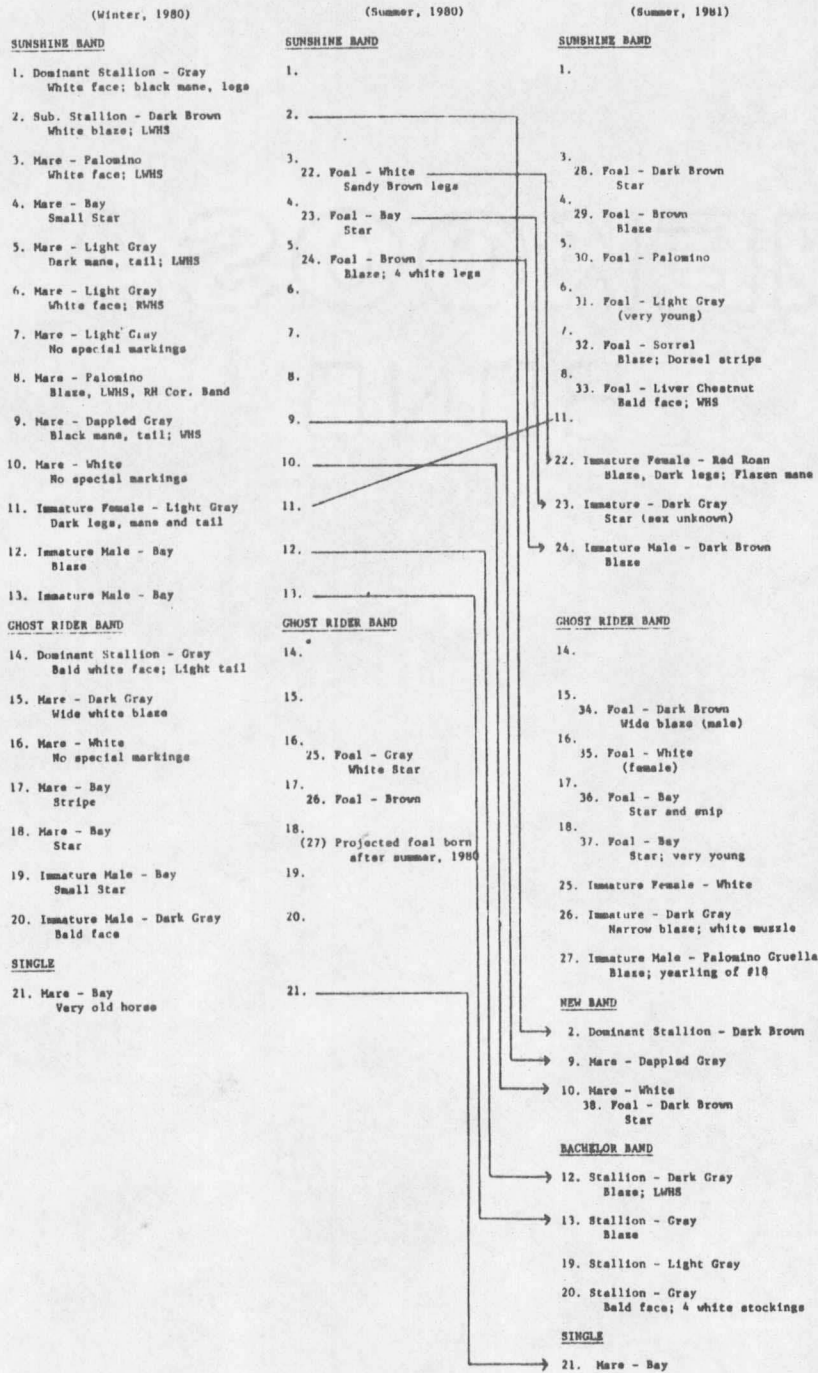 (Winter, 1980)
SUNSHINE BAND
1. Dominant Stallion - Gray
White face; black mane, legs
2. Sub. Stallion - Dark Brown
White blaze; LWHS
3. Mare - Palomino
White face; LWHS
4. Mare - Bay
Small Star
5. Mare - Light Gray
Dark mane, tail; LWHS
6. Mare - Light Gray
White face; RWHS
7. Mare - Light Gray
No special markings
8. Mare - Palomino
Blaze, LWHS, RH Cor. Band
9. Mare - Dappled Gray
Black mane, tail; WHS
10. Mare - White
No special markings
11. Immature Female - Light Gray
Dark legs, mane and tail
12. Immature Male - Bay
Blaze
13. Immature Male - Bay
GHOST RIDER BAND
14. Dominant Stallion - Gray
Bald white face; Light tail
15. Mare - Dark Gray
Wide white blaze
16. Mare - White
No special markings
17. Mare - Bay
Stripe
18. Mare - Bay
Star
19. Immature Male - Bay
Small Star
20. Immature Male - Dark Gray
Bald face
SINGLE
21. Mare - Bay
Very old horse
(Summer, 1980)
SUNSHINE BAND
1.
2.
3.
22. Foal - White
Sandy Brown legs
4.
23. Foal - Bay
Star
5.
24. Foal - Brown
Blaze; 4 white legs
6.
7.
8.
9.
10.
11.
12.
13.
GHOST RIDER BAND
14.
15.
16.
25. Foal - Gray
White Star
17.
26. Foal - Brown
18.
(27) Projected foal born
after summer, 1980
19.
20.
21.
(Summer, 1981)
SUNSHINE BAND
1.
3.
28. Foal - Dark Brown
Star
4.
29. Foal - Brown
Blaze
5.
30. Foal - Palomino
6.
31. Foal - Light Gray
(very young)
7.
32. Foal - Sorrel
Blaze; Dorsel stripe
8.
33. Foal - Liver Chestnut
Bald face; WHS
11.
22. Immature Female - Red Roan
Blaze, Dark legs; Flaxen mane
23. Immature - Dark Gray
Star (sex unknown)
24. Immature Male - Dark Brown
Blaze
GHOST RIDER BAND
14.
15.
34. Foal - Dark Brown
Wide blaze (male)
16.
35. Foal - White
(female)
17.
36. Foal - Bay
Star and snip
18.
37. Foal - Bay
Star; very young
25. Immature Female - White
26. Immature - Dark Gray
Narrow blaze; white muzzle
27. Immature Male - Palomino Gruella
Blaze; yearling of #18
NEW BAND
2. Dominant Stallion - Dark Brown
9. Mare - Dappled Gray
10. Mare - White
38. Foal - Dark Brown
Star
BACHELOR BAND
12. Stallion - Dark Gray
Blaze; LWHS
13. Stallion - Gray
Blaze
19. Stallion - Light Gray
20. Stallion - Gray
Bald face; 4 white stockings
SINGLE
21. Mare - Bay